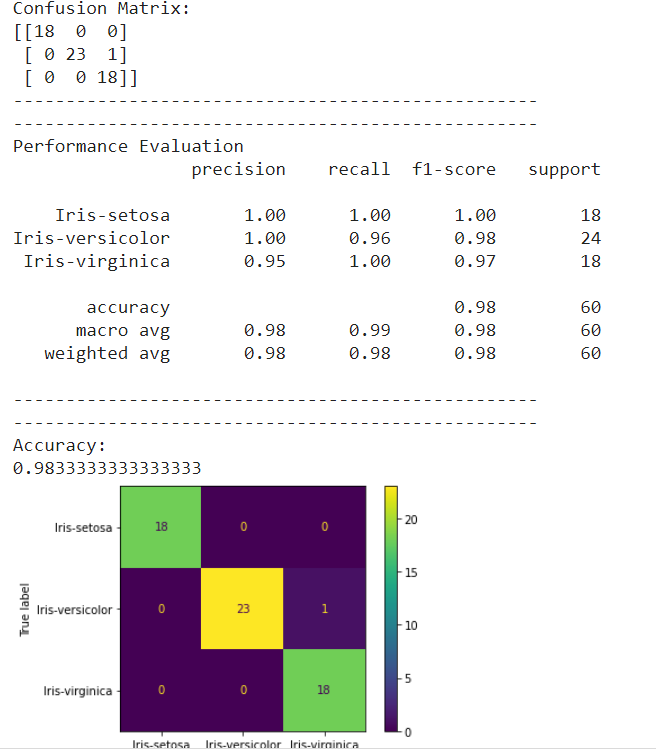 Confusion Matrix:
[[18  0  0]
 [ 0 23  1]
 [ 0  0 18]]
--------------------------------------------------
--------------------------------------------------
Performance Evaluation
                 precision    recall  f1-score   support

    Iris-setosa       1.00      1.00      1.00        18
Iris-versicolor       1.00      0.96      0.98        24
 Iris-virginica       0.95      1.00      0.97        18

       accuracy                           0.98        60
      macro avg       0.98      0.99      0.98        60
   weighted avg       0.98      0.98      0.98        60

--------------------------------------------------
--------------------------------------------------
Accuracy:
0.9833333333333333
Iris-setosa 18 0 0
Iris-versicolor 0 23 1
Iris-virginica 0 0 18
True label
Iris-setosa Iris-versicolor Iris-virginica
20
15
10
5
0